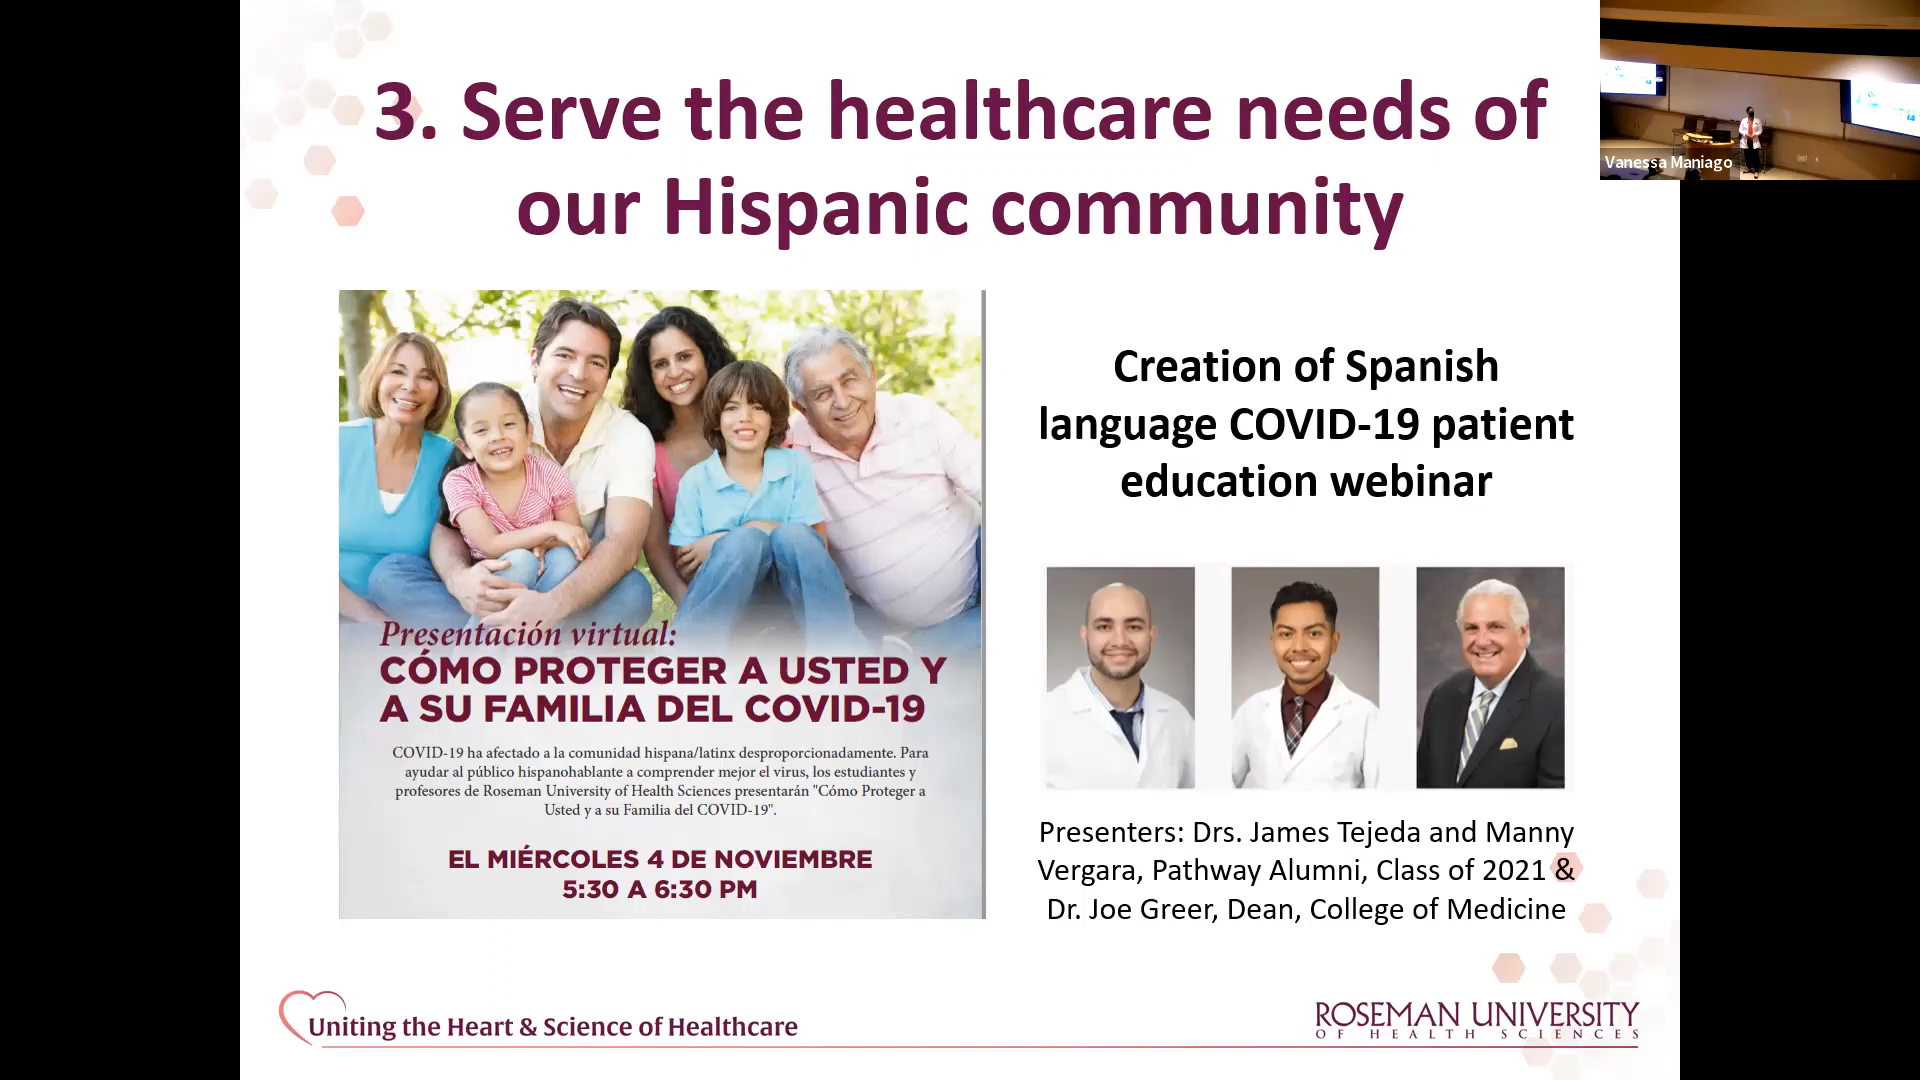 3. Serve the healthcare needs of
our Hispanic community
Vanessa Maniago
Presentación virtual:
CÓMO PROTEGER A USTED Y
A SU FAMILIA DEL COVID-19
COVID-19 ha afectado a la comunidad hispana/latinx desproporcionadamente. Para
ayudar al público hispanohablante a comprender mejor el virus, los estudiantes y
profesores de Roseman University of Health Sciences presentarán "Cómo Proteger a
Usted y a su Familia del COVID-19".
EL MIÉRCOLES 4 DE NOVIEMBRE
5:30 A 6:30 PM
Creation of Spanish
language COVID-19 patient
education webinar
Presenters: Drs. James Tejeda and Manny
Vergara, Pathway Alumni, Class of 2021 &
Dr. Joe Greer, Dean, College of Medicine
Uniting the Heart & Science of Healthcare
ROSEMAN UNIVERSITY
OF HEALTH SCIENCES